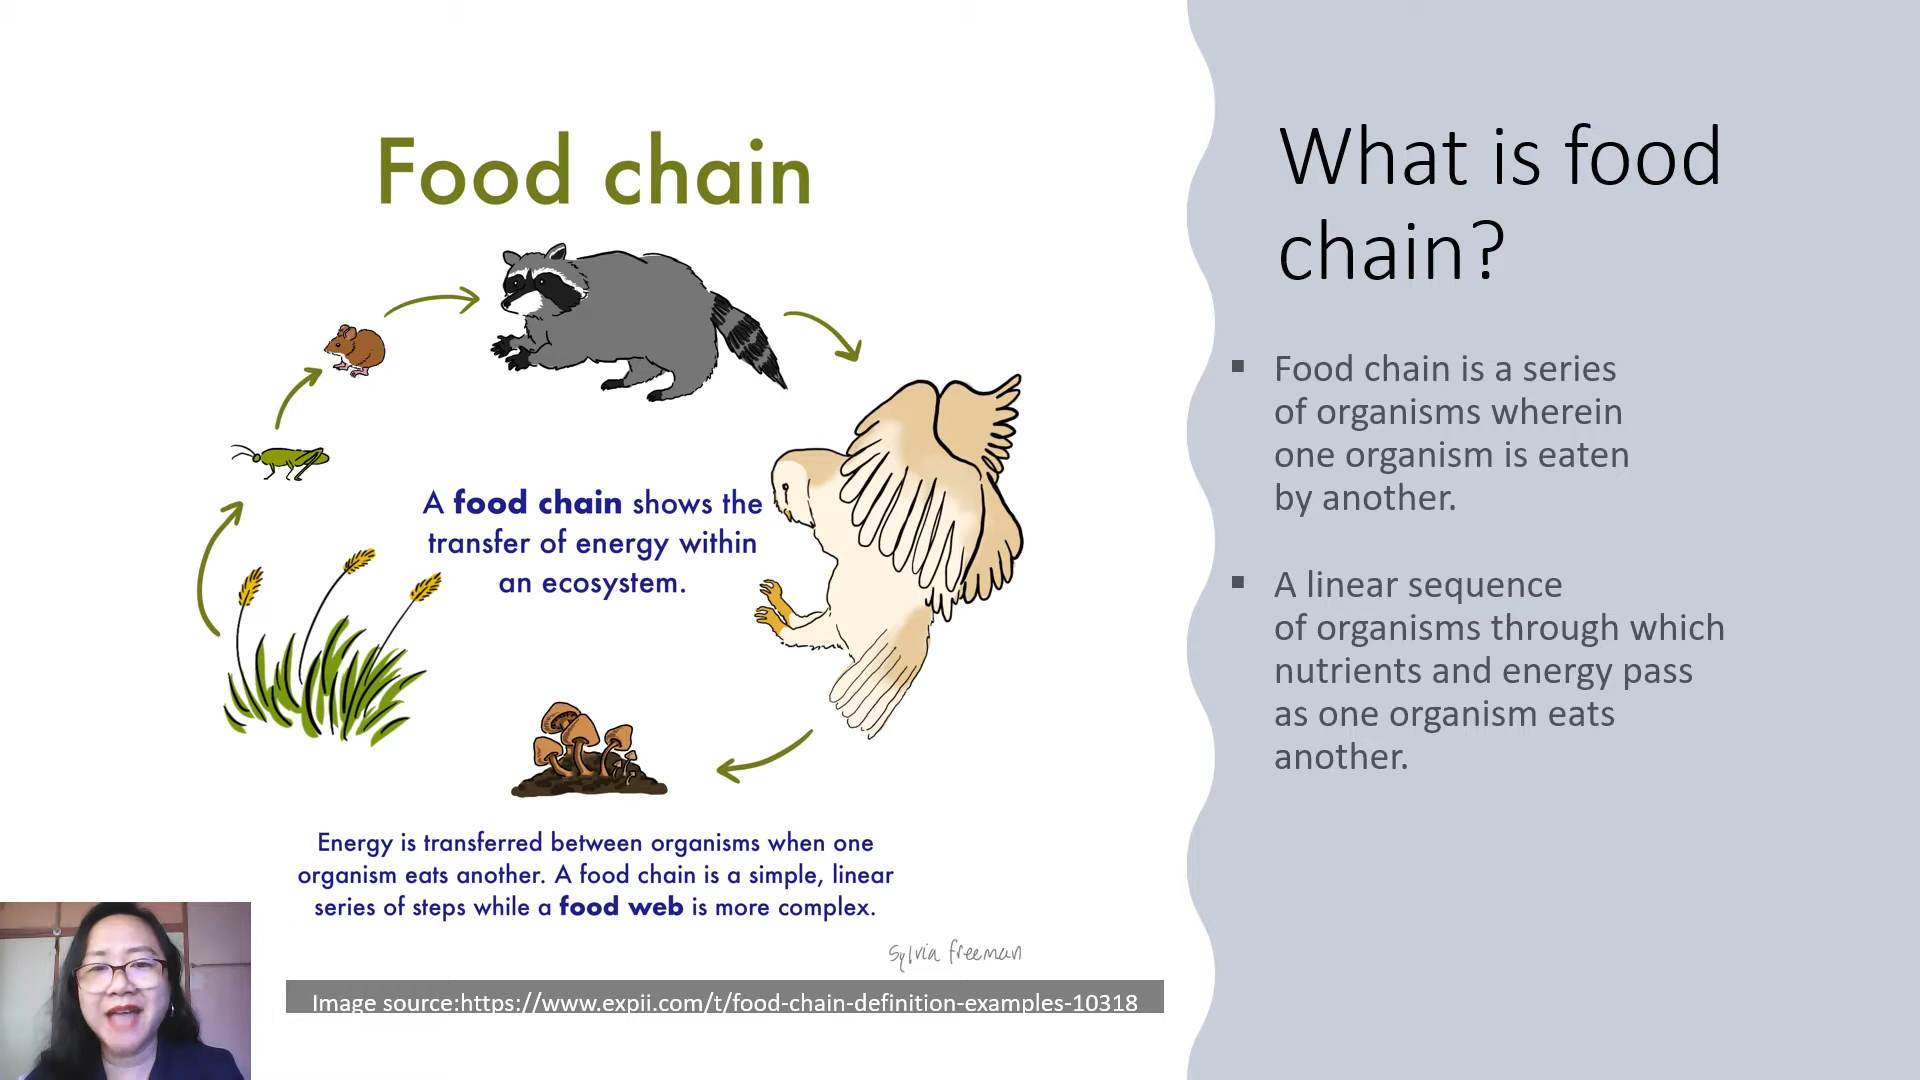 Food chain
A food chain shows the
transfer of energy within
an ecosystem.
Energy is transferred between organisms when one
organism eats another. A food chain is a simple, linear
series of steps while a food web is more complex.
Sylvia Freeman
Image source:https://www.expii.com/t/food-chain-definition-examples-10318
What is food
chain?
▪ Food chain is a series
of organisms wherein
one organism is eaten
by another.
▪ A linear sequence
of organisms through which
nutrients and energy pass
as one organism eats
another.